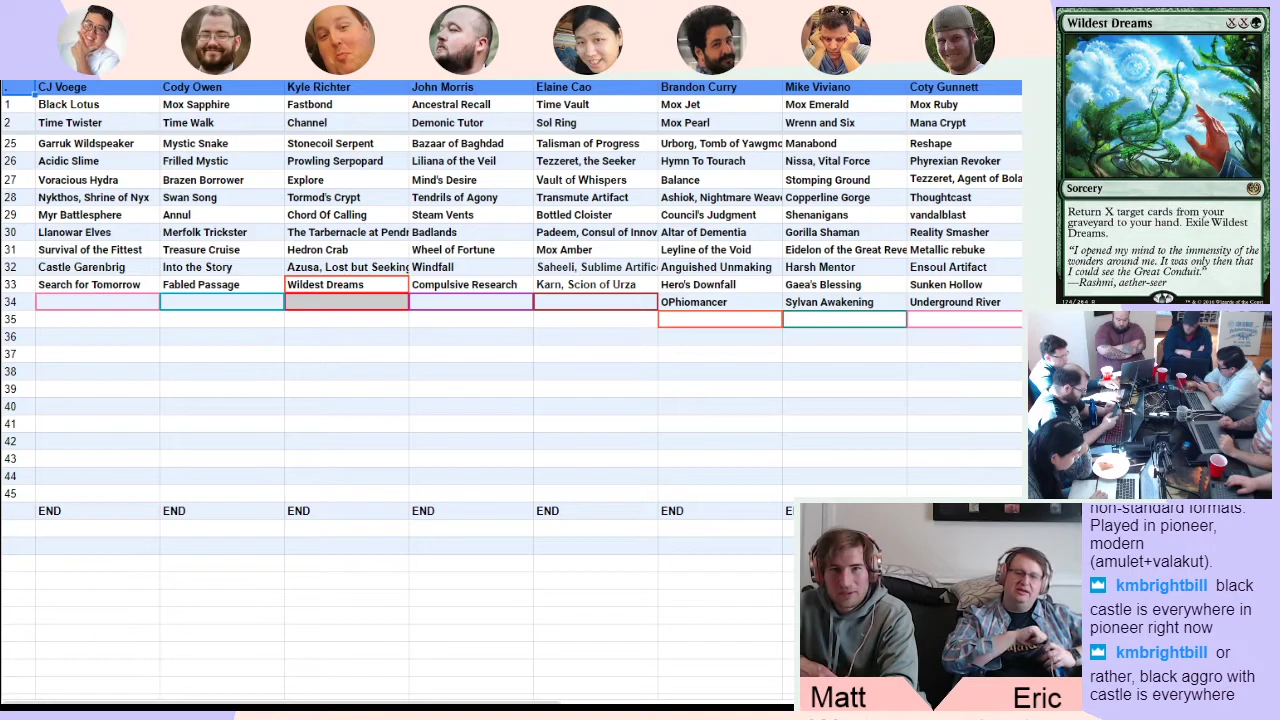 . CJ Voege Cody Owen Kyle Richter John Morris Elaine Cao Brandon Curry Mike Viviano Coty Gunnett
1 Black Lotus Mox Sapphire Fastbond Ancestral Recall Time Vault Mox Jet Mox Emerald Mox Ruby
2 Time Twister Time Walk Channel Demonic Tutor Sol Ring Mox Pearl Wrenn and Six Mana Crypt
25 Garruk Wildspeaker Mystic Snake Stonecoil Serpent Bazaar of Baghdad Talisman of Progress Urborg, Tomb of Yawgmo Manabond Reshape
26 Acidic Slime Frilled Mystic Prowling Serpopard Liliana of the Veil Tezzeret, the Seeker Hymn To Tourach Nissa, Vital Force Phyrexian Revoker
27 Voracious Hydra Brazen Borrower Explore Mind's Desire Vault of Whispers Balance Stomping Ground Tezzeret, Agent of Bola
28 Nykthos, Shrine of Nyx Swan Song Tormod's Crypt Tendrils of Agony Transmute Artifact Ashiok, Nightmare Weav Copperline Gorge Thoughtcast
29 Myr Battlesphere Annul Chord Of Calling Steam Vents Bottled Cloister Council's Judgment Shenanigans vandalblast
30 Llanowar Elves Merfolk Trickster The Tarbernacle at Pendr Badlands Padeem, Consul of Innov Altar of Dementia Gorilla Shaman Reality Smasher
31 Survival of the Fittest Treasure Cruise Hedron Crab Wheel of Fortune Mox Amber Leyline of the Void Eidelon of the Great Reve Metallic rebuke
32 Castle Garenbrig Into the Story Azusa, Lost but Seeking Windfall Saheeli, Sublime Artific Anguished Unmaking Harsh Mentor Ensoul Artifact
33 Search for Tomorrow Fabled Passage Wildest Dreams Compulsive Research Karn, Scion of Urza Hero's Downfall Gaea's Blessing Sunken Hollow
34 OPhiomancer Sylvan Awakening Underground River
35
36
37
38
39
40
41
42
43
44
45
END END END END END END E
Wildest Dreams X X
Sorcery
Return X target cards from your
graveyard to your hand. Exile Wildest
Dreams.
"I opened my mind to the immensity of the
wonders around me. It was only then that
I could see the Great Conduit."
—Rashmi, aether-seer
174/264 R
non-standard formats.
Played in pioneer,
modern
(amulet+valakut).
kmbrightbill black
castle is everywhere in
pioneer right now
kmbrightbill or
rather, black aggro with
castle is everywhere
Matt Eric